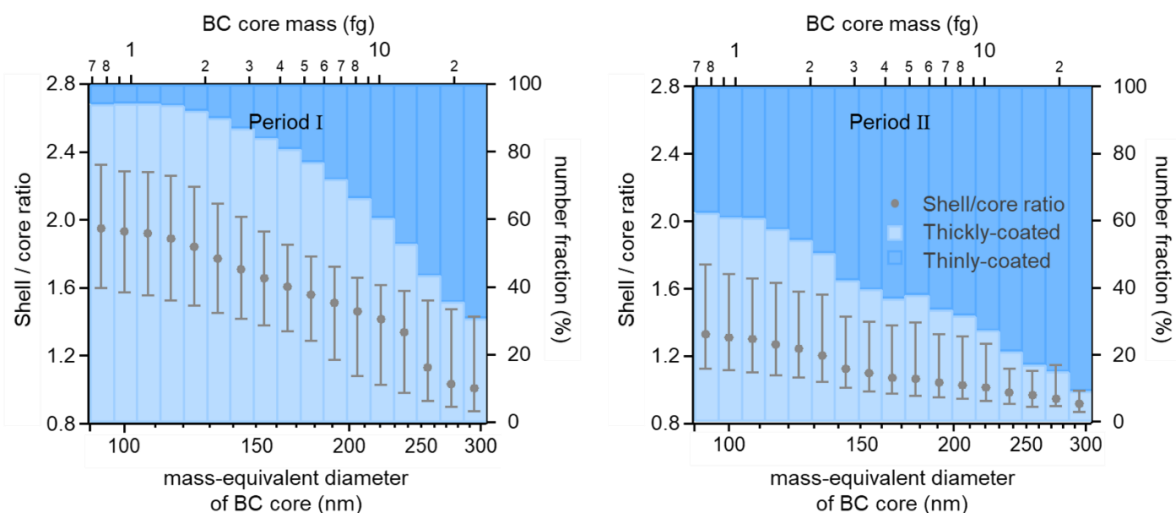 BC core mass (fg)
1 10
7 8 2 3 4 5 6 7 8 2
2.8
2.4
2.0
1.6
1.2
0.8
Shell / core ratio
Period I
100
80
60
40
20
0
number fraction (%)
100 150 200 250 300
mass-equivalent diameter
of BC core (nm)
BC core mass (fg)
1 10
7 8 2 3 4 5 6 7 8 2
2.8
2.4
2.0
1.6
1.2
0.8
Shell / core ratio
Period II
Shell/core ratio
Thickly-coated
Thinly-coated
100
80
60
40
20
0
number fraction (%)
100 150 200 250 300
mass-equivalent diameter
of BC core (nm)